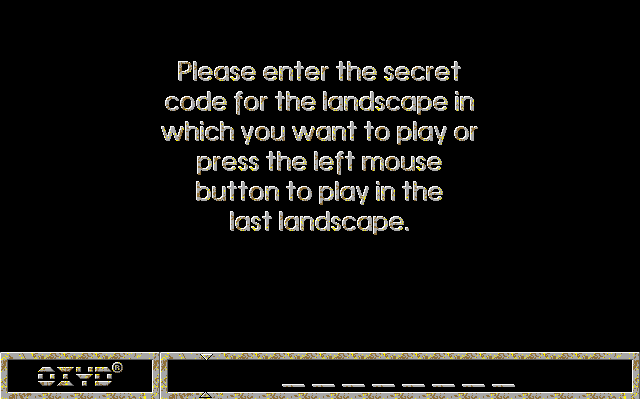 Please enter the secret
code for the landscape in
which you want to play or
press the left mouse
button to play in the
last landscape.
OXYD®
_ _ _ _ _ _ _ _